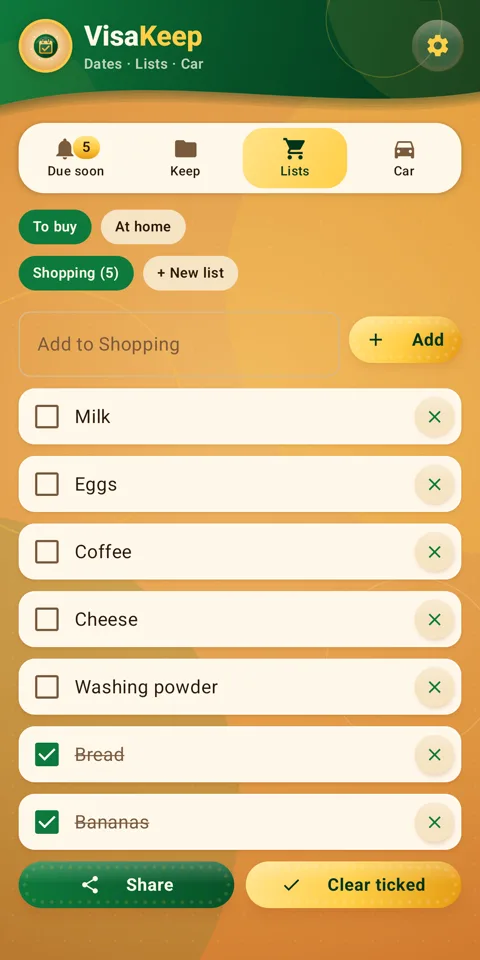 VisaKeep
Dates · Lists · Car
5
Due soon Keep Lists Car
To buy At home
Shopping (5) + New list
Add to Shopping + Add
Milk
Eggs
Coffee
Cheese
Washing powder
Bread
Bananas
Share Clear ticked